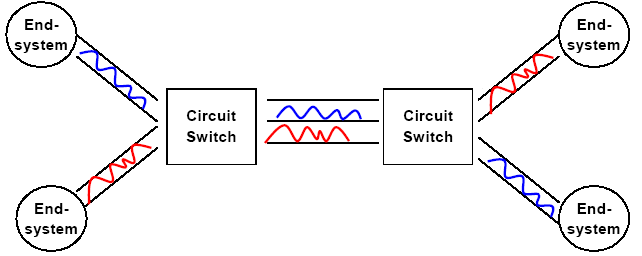 End-
system
End-
system
Circuit
Switch
Circuit
Switch
End-
system
End-
system